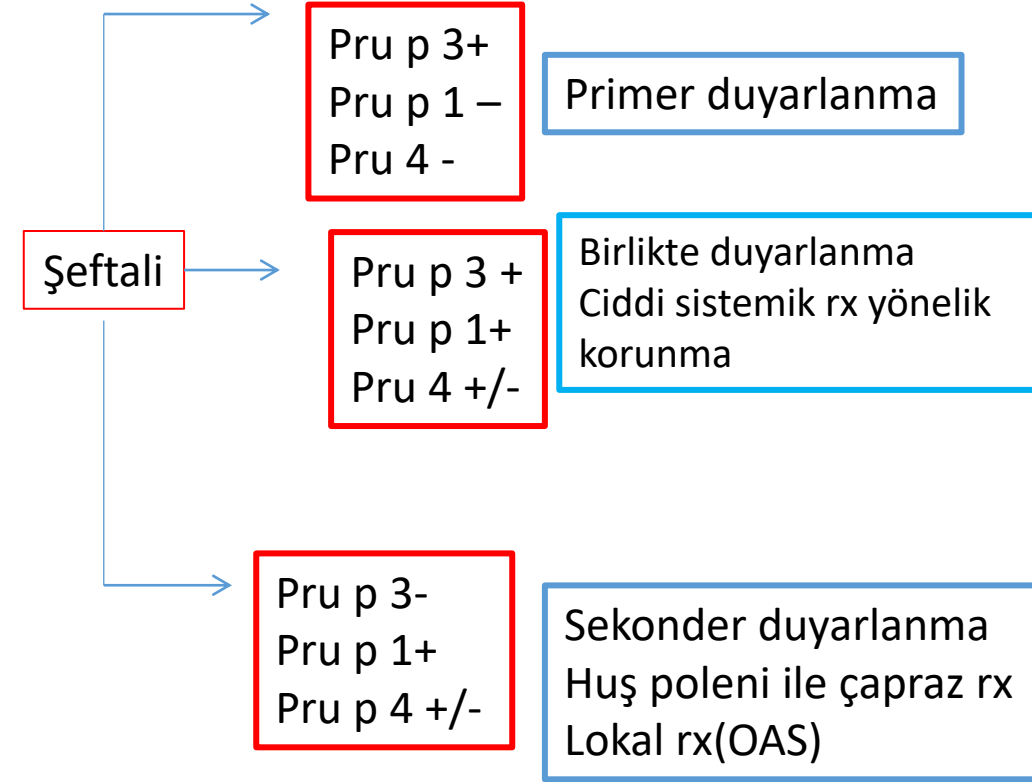 Şeftali
Pru p 3+
Pru p 1 –
Pru 4 -
Primer duyarlanma
Pru p 3 +
Pru p 1+
Pru 4 +/-
Birlikte duyarlanma
Ciddi sistemik rx yönelik
korunma
Pru p 3-
Pru p 1+
Pru p 4 +/-
Sekonder duyarlanma
Huş poleni ile çapraz rx
Lokal rx(OAS)